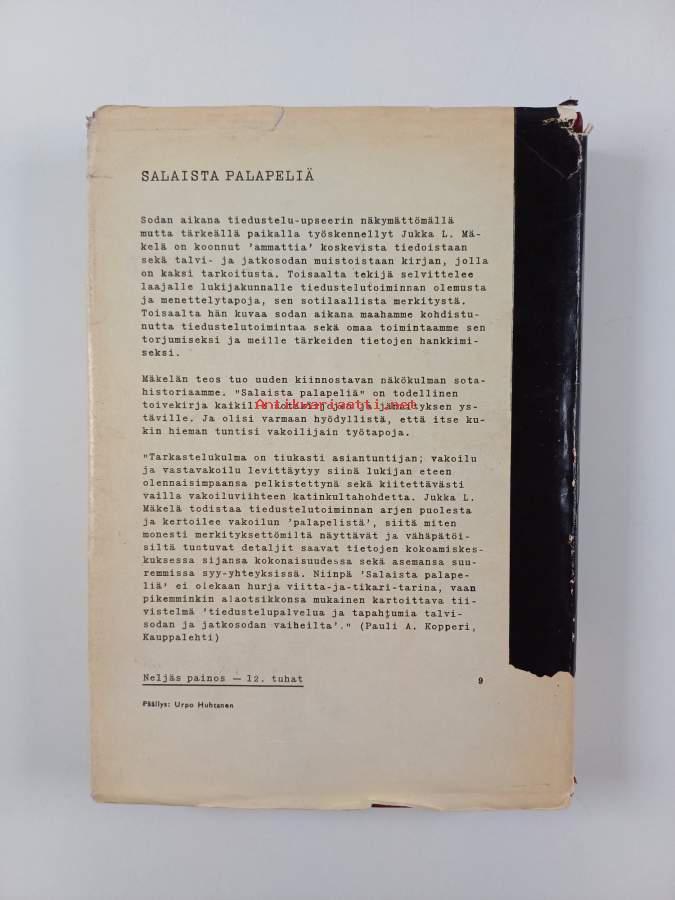 SALAISTA PALAPELIÄ
Sodan aikana tiedustelu-upseerin näkymättömällä
mutta tärkeällä paikalla työskennellyt Jukka L. Mä-
kelä on koonnut 'ammattia' koskevista tiedoistaan
sekä talvi- ja jatkosodan muistoistaan kirjan, jolla
on kaksi tarkoitusta. Toisaalta tekijä selvittelee
laajalle lukijakunnalle tiedustelutoiminnan olemusta
ja menettelytapoja, sen sotilaallista merkitystä.
Toisaalta hän kuvaa sodan aikana maahamme kohdistu-
nutta tiedustelutoimintaa sekä omaa toimintaamme sen
torjumiseksi ja meille tärkeiden tietojen hankkimi-
seksi.
Mäkelän teos tuo uuden kiinnostavan näkökulman sota-
historiaamme. "Salaista palapeliä" on todellinen
toivekirja kaikille jännityksen ys-
Antikvariaatti.net
täville. Ja olisi varmaan hyödyllistä, että itse ku-
kin hieman tuntisi vakoilijain työtapoja.
"Tarkastelukulma on tiukasti asiantuntijan; vakoilu
ja vastavakoilu levittäytyy siinä lukijan eteen
olennaisimpaansa pelkistettynä sekä kiitettävästi
vailla vakoiluviihteen katinkultahohdetta. Jukka L.
Mäkelä todistaa tiedustelutoiminnan arjen puolesta
ja kertoilee vakoilun 'palapelistä', siitä miten
monesti merkityksettömiltä näyttävät ja vähäpätöi-
siltä tuntuvat detaljit saavat tietojen kokoamiskes-
kuksessa sijansa kokonaisuudessa sekä asemansa suu-
remmissa syy-yhteyksissä. Niinpä 'Salaista palape-
liä' ei olekaan hurja viitta-ja-tikari-tarina, vaan
pikemminkin alaotsikkonsa mukainen kartoittava tii-
vistelmä 'tiedustelupalvelua ja tapahtumia talvi-
sodan ja jatkosodan vaiheilta'." (Pauli A. Kopperi,
Kauppalehti)
Neljäs painos — 12. tuhat 9
Päällys: Urpo Huhtanen